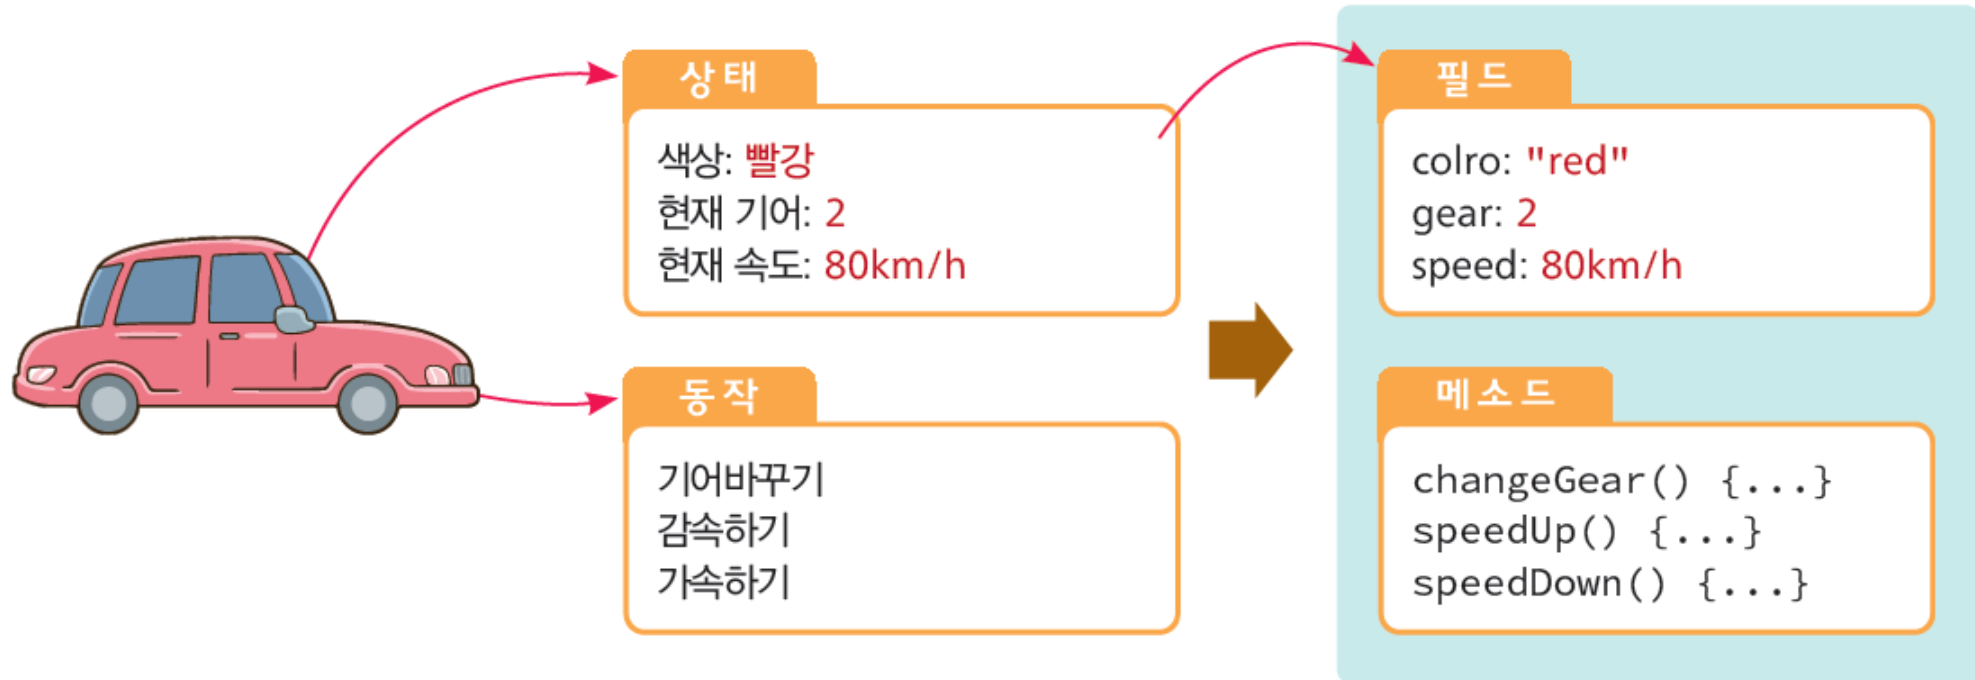 상태
색상: 빨강
현재 기어: 2
현재 속도: 80km/h
동작
기어바꾸기
감속하기
가속하기
필드
colro: "red"
gear: 2
speed: 80km/h
메소드
changeGear() {...}
speedUp() {...}
speedDown() {...}